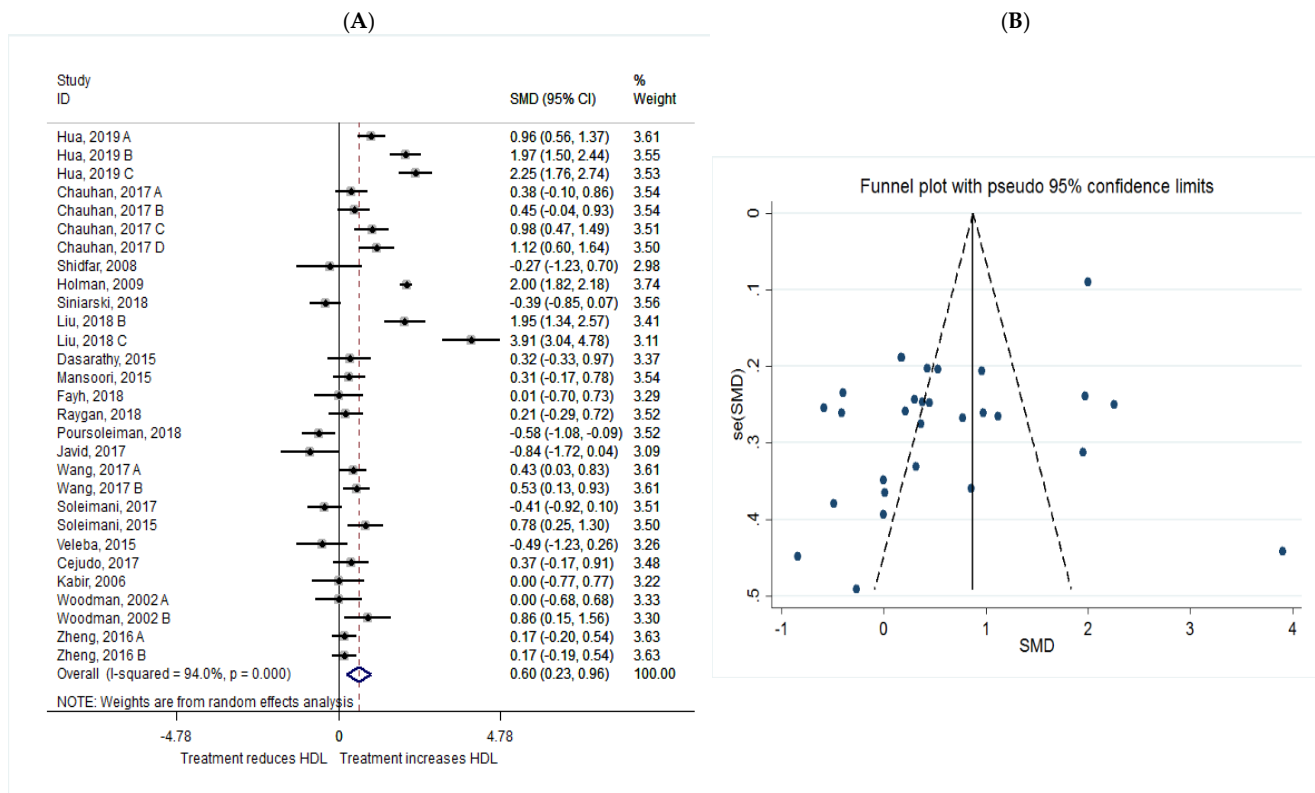 (A)
Study % 
ID SMD (95% CI) Weight
Hua, 2019 A 0.96 (0.56, 1.37) 3.61
Hua, 2019 B 1.97 (1.50, 2.44) 3.55
Hua, 2019 C 2.25 (1.76, 2.74) 3.53
Chauhan, 2017 A 0.38 (-0.10, 0.86) 3.54
Chauhan, 2017 B 0.45 (-0.04, 0.93) 3.54
Chauhan, 2017 C 0.98 (0.47, 1.49) 3.51
Chauhan, 2017 D 1.12 (0.60, 1.64) 3.50
Shidfar, 2008 -0.27 (-1.23, 0.70) 2.98
Holman, 2009 2.00 (1.82, 2.18) 3.74
Siniarski, 2018 -0.39 (-0.85, 0.07) 3.56
Liu, 2018 B 1.95 (1.34, 2.57) 3.41
Liu, 2018 C 3.91 (3.04, 4.78) 3.11
Dasarathy, 2015 0.32 (-0.33, 0.97) 3.37
Mansoori, 2015 0.31 (-0.17, 0.78) 3.54
Fayh, 2018 0.01 (-0.70, 0.73) 3.29
Raygan, 2018 0.21 (-0.29, 0.72) 3.52
Poursoleiman, 2018 -0.58 (-1.08, -0.09) 3.52
Javid, 2017 -0.84 (-1.72, 0.04) 3.09
Wang, 2017 A 0.43 (0.03, 0.83) 3.61
Wang, 2017 B 0.53 (0.13, 0.93) 3.61
Soleimani, 2017 -0.41 (-0.92, 0.10) 3.51
Soleimani, 2015 0.78 (0.25, 1.30) 3.50
Veleba, 2015 -0.49 (-1.23, 0.26) 3.26
Cejudo, 2017 0.37 (-0.17, 0.91) 3.48
Kabir, 2006 0.00 (-0.77, 0.77) 3.22
Woodman, 2002 A 0.00 (-0.68, 0.68) 3.33
Woodman, 2002 B 0.86 (0.15, 1.56) 3.30
Zheng, 2016 A 0.17 (-0.20, 0.54) 3.63
Zheng, 2016 B 0.17 (-0.19, 0.54) 3.63
Overall (I-squared = 94.0%, p = 0.000) 0.60 (0.23, 0.96) 100.00
NOTE: Weights are from random effects analysis
-4.78 0 4.78
Treatment reduces HDL Treatment increases HDL
(B)
Funnel plot with pseudo 95% confidence limits
se(SMD)
0
.1
.2
.3
.4
.5
-1 0 1 2 3 4
SMD